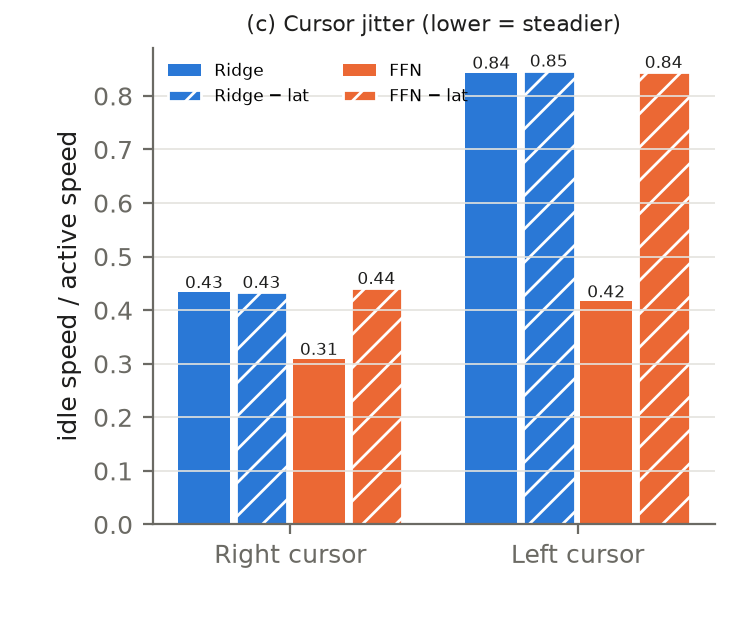 (c) Cursor jitter (lower = steadier)
Ridge
Ridge − lat
FFN
FFN − lat
idle speed / active speed
0.8
0.7
0.6
0.5
0.4
0.3
0.2
0.1
0.0
0.43
0.43
0.31
0.44
0.84
0.85
0.42
0.84
Right cursor
Left cursor